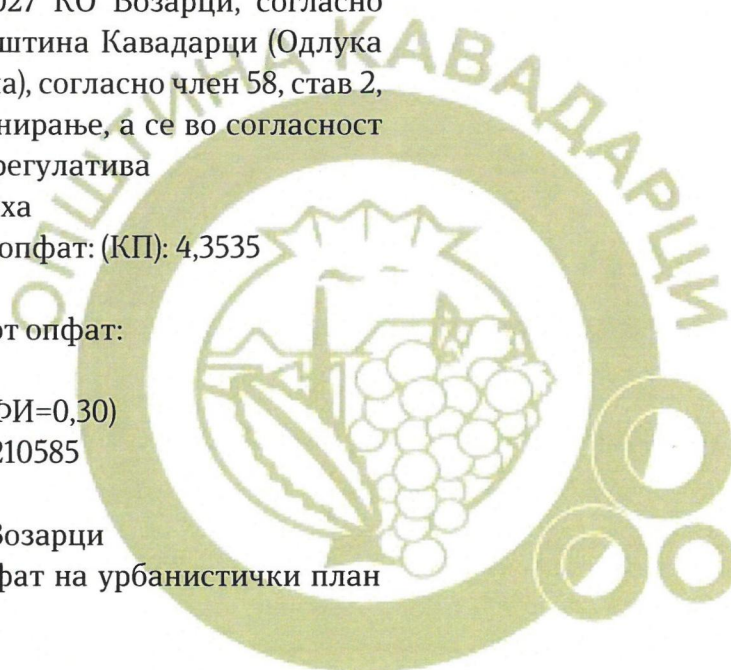 027 КО Возарци, согласно
штина Кавадарци (Одлука
а), согласно член 58, став 2,
нирање, а се во согласност
регулатива
ха
опфат: (КП): 4,3535
от опфат:
ФИ=0,30)
210585
Возарци
фат на урбанистички план
ОПШТИНА КАВАДАРЦИ